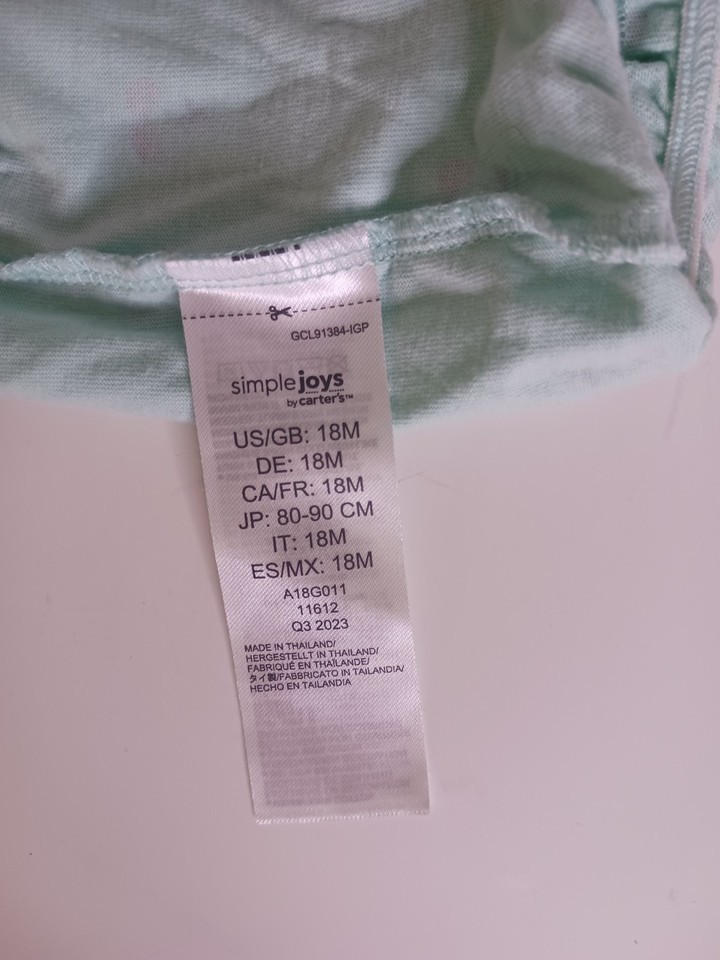 GCL91384-IGP
simple joys
by carter's™
US/GB: 18M
DE: 18M
CA/FR: 18M
JP: 80-90 CM
IT: 18M
ES/MX: 18M
A18G011
11612
Q3 2023
MADE IN THAILAND/
HERGESTELLT IN THAILAND/
FABRIQUÉ EN THAÏLANDE/
タイ製/FABBRICATO IN TAILANDIA/
HECHO EN TAILANDIA